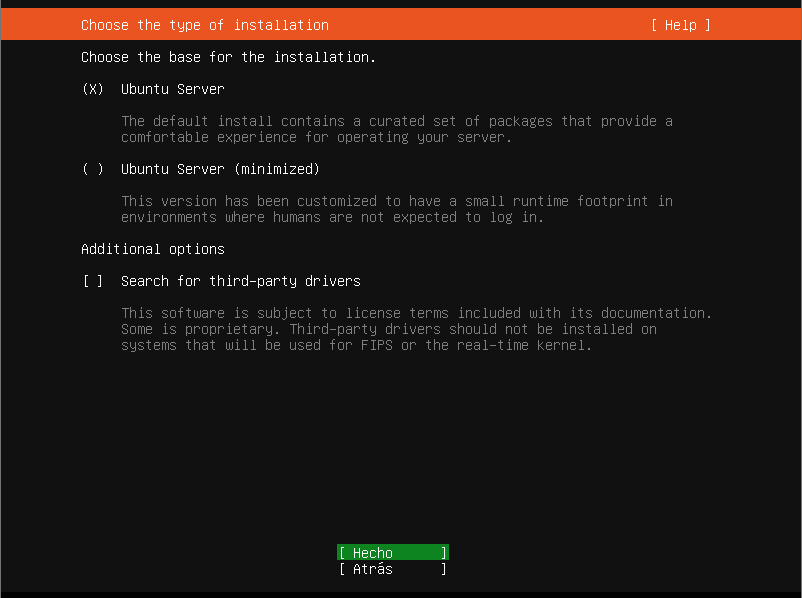 Choose the type of installation [ Help ]
Choose the base for the installation.
(X) Ubuntu Server
The default install contains a curated set of packages that provide a
comfortable experience for operating your server.
( ) Ubuntu Server (minimized)
This version has been customized to have a small runtime footprint in
environments where humans are not expected to log in.
Additional options
[ ] Search for third-party drivers
This software is subject to license terms included with its documentation.
Some is proprietary. Third-party drivers should not be installed on
systems that will be used for FIPS or the real-time kernel.
[ Hecho ]
[ Atrás ]